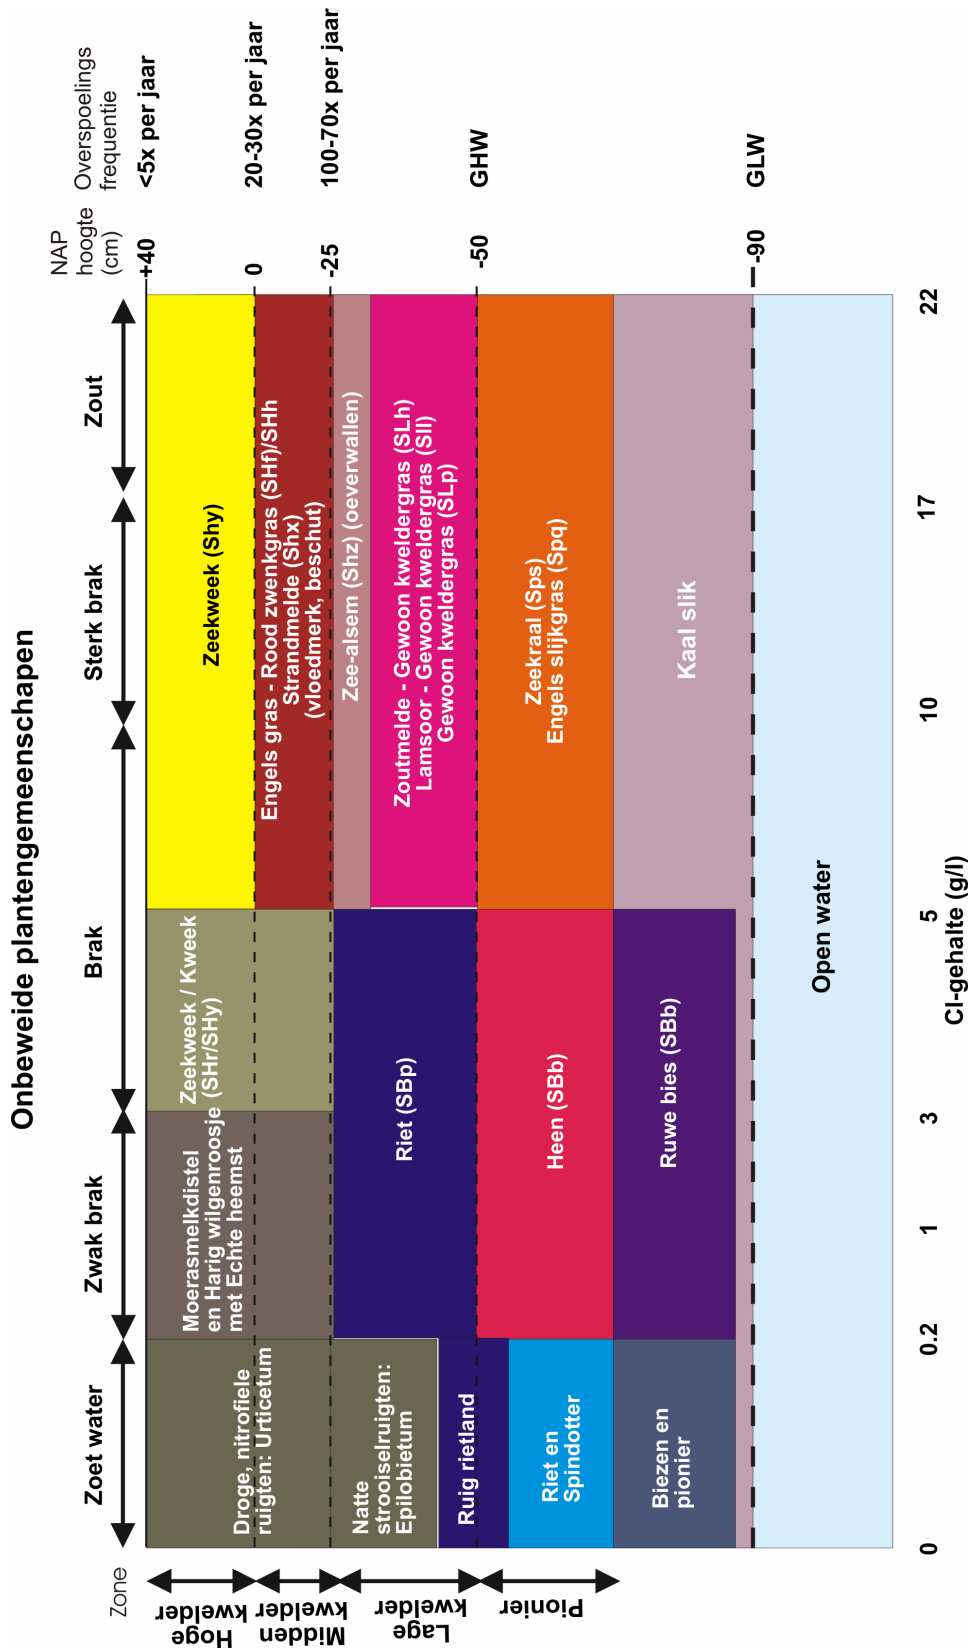 Onbeweide plantengemeenschapen
Zone
Zoet water
Zwak brak
Brak
Sterk brak
Zout
NAP
hoogte
(cm)
Overspoelings
frequentie
Hoge
kwelder
Midden
kwelder
Lage
kwelder
Pionier
+40
<5x per jaar
0
20-30x per jaar
-25
100-70x per jaar
-50
GHW
-90
GLW
Droge, nitrofiele
ruigten: Urticetum
Moerasmelkdistel
en Harig wilgenroosje
met Echte heemst
Zeekweek / Kweek
(SHr/SHy)
Zeekweek (Shy)
Engels gras - Rood zwenkgras (SHf)/SHh
Strandmelde (Shx)
(vloedmerk, beschut)
Zee-alsem (Shz) (oeverwallen)
Natte
strooiselruigten:
Epilobietum
Riet (SBp)
Zoutmelde - Gewoon kweldergras (SLh)
Lamsoor - Gewoon kweldergras (Sll)
Gewoon kweldergras (SLp)
Ruig rietland
Riet en
Spindotter
Heen (SBb)
Zeekraal (Sps)
Engels slijkgras (Spq)
Biezen en
pionier
Ruwe bies (SBb)
Kaal slik
Open water
0
0.2
1
3
5
10
17
22
Cl-gehalte (g/l)